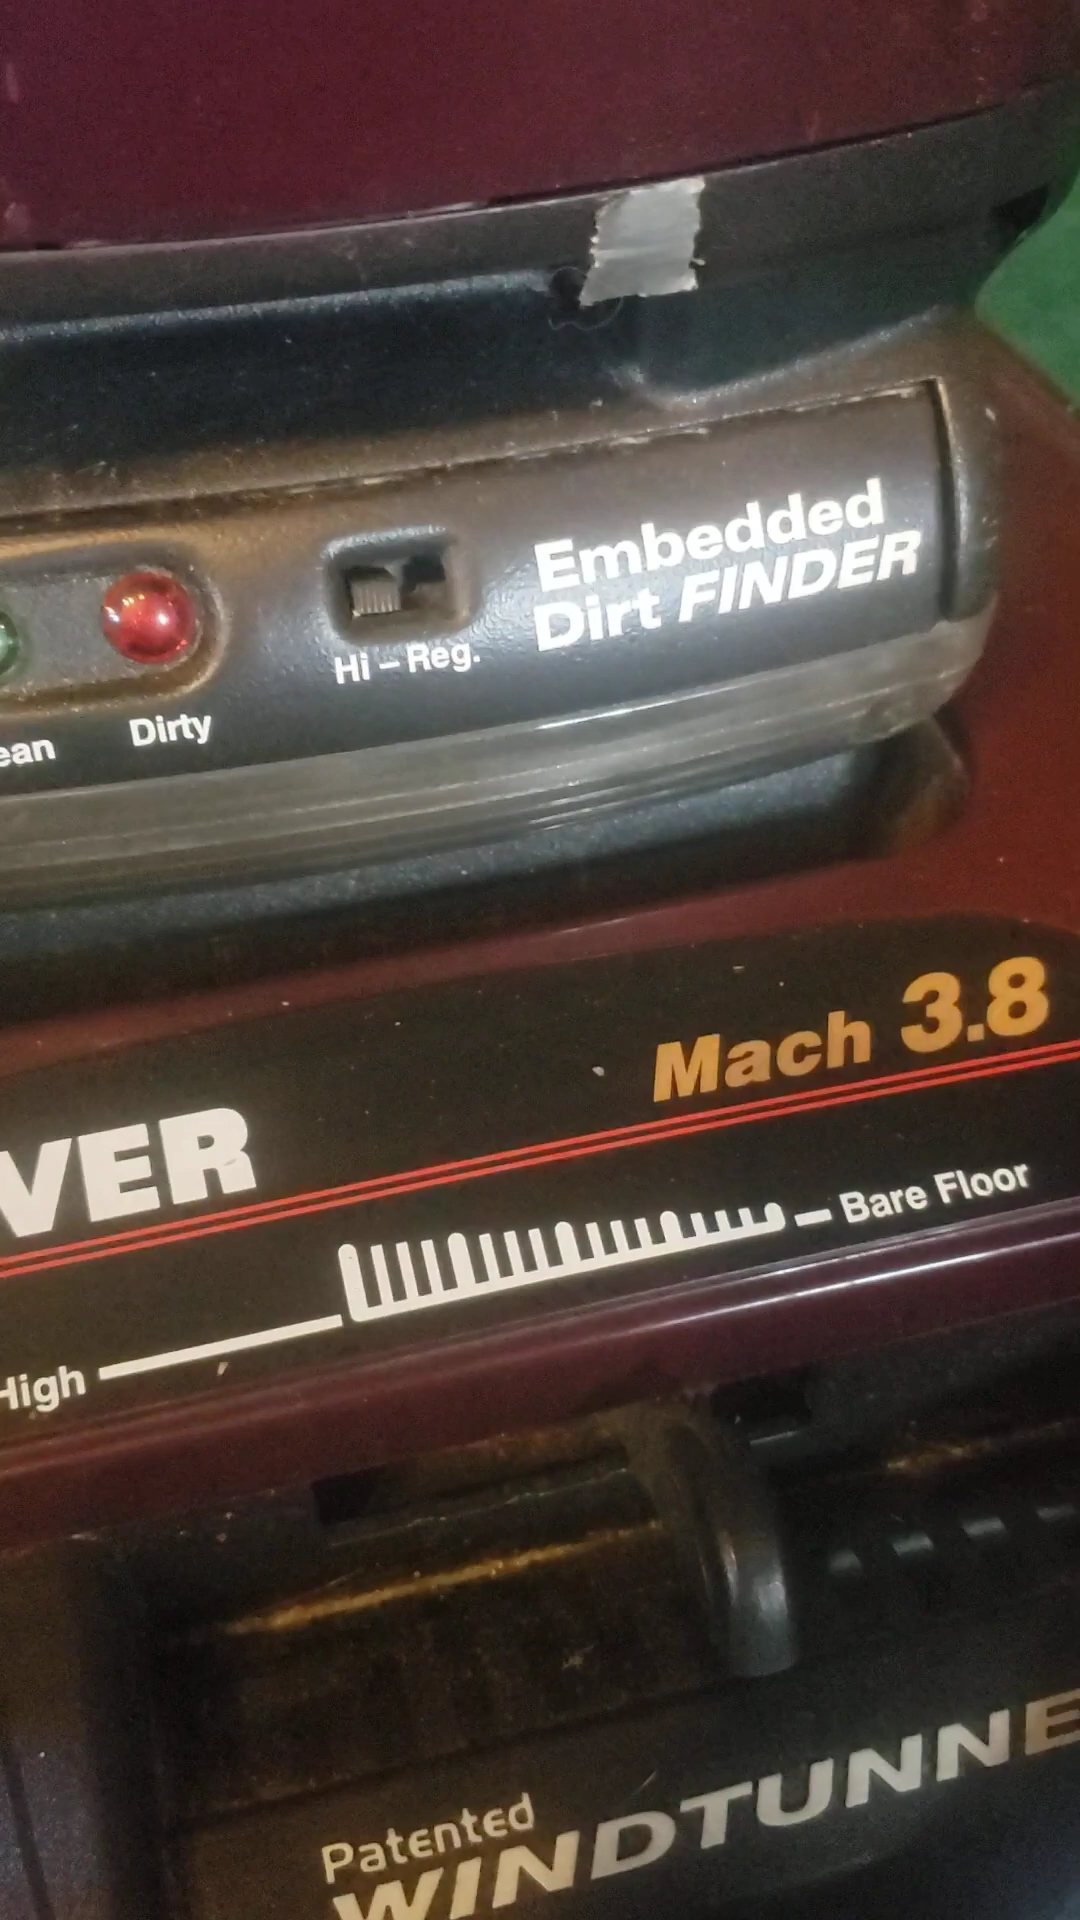 Embedded
Dirt FINDER
Hi – Reg.
Dirty
ean
Mach 3.8
VER
Bare Floor
High
Patented
WINDTUNNE